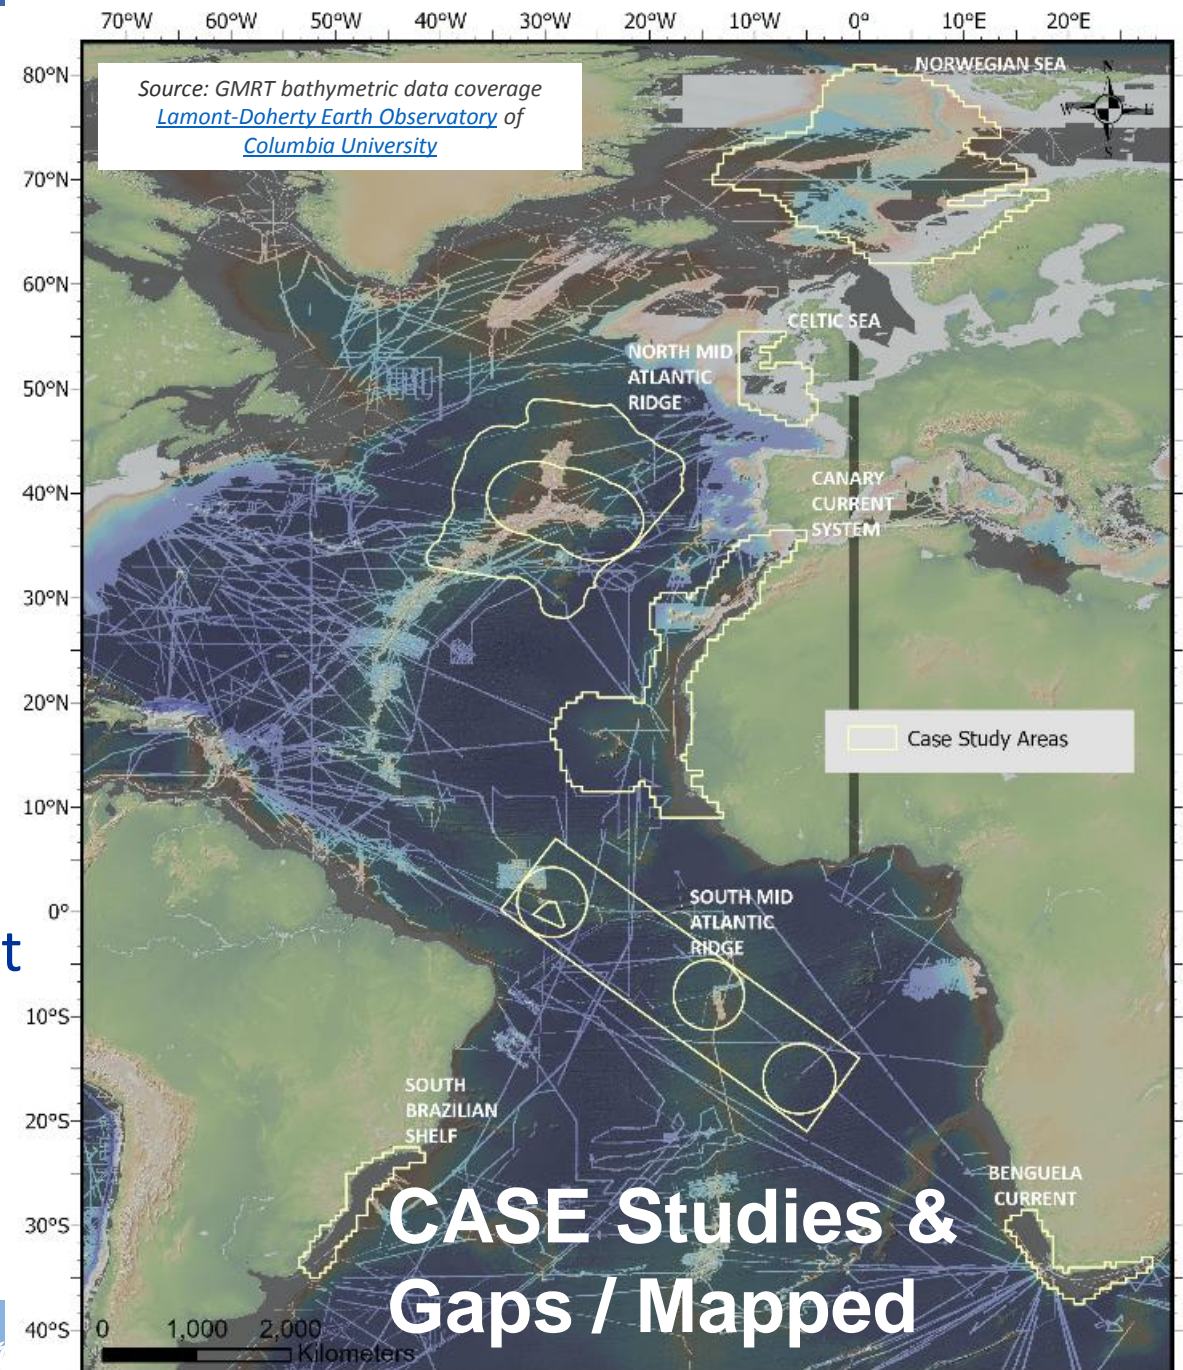 70°W 60°W 50°W 40°W 30°W 20°W 10°W 0° 10°E 20°E
80°N
70°N
60°N
50°N
40°N
30°N
20°N
10°N
0°
10°S
20°S
30°S
40°S
Source: GMRT bathymetric data coverage
Lamont-Doherty Earth Observatory of
Columbia University
NORWEGIAN SEA
N
W E
S
CELTIC SEA
NORTH MID
ATLANTIC
RIDGE
CANARY
CURRENT
SYSTEM
Case Study Areas
SOUTH MID
ATLANTIC
RIDGE
t
SOUTH
BRAZILIAN
SHELF
BENGUELA
CURRENT
CASE Studies &
Gaps / Mapped
0 1,000 2,000
Kilometers